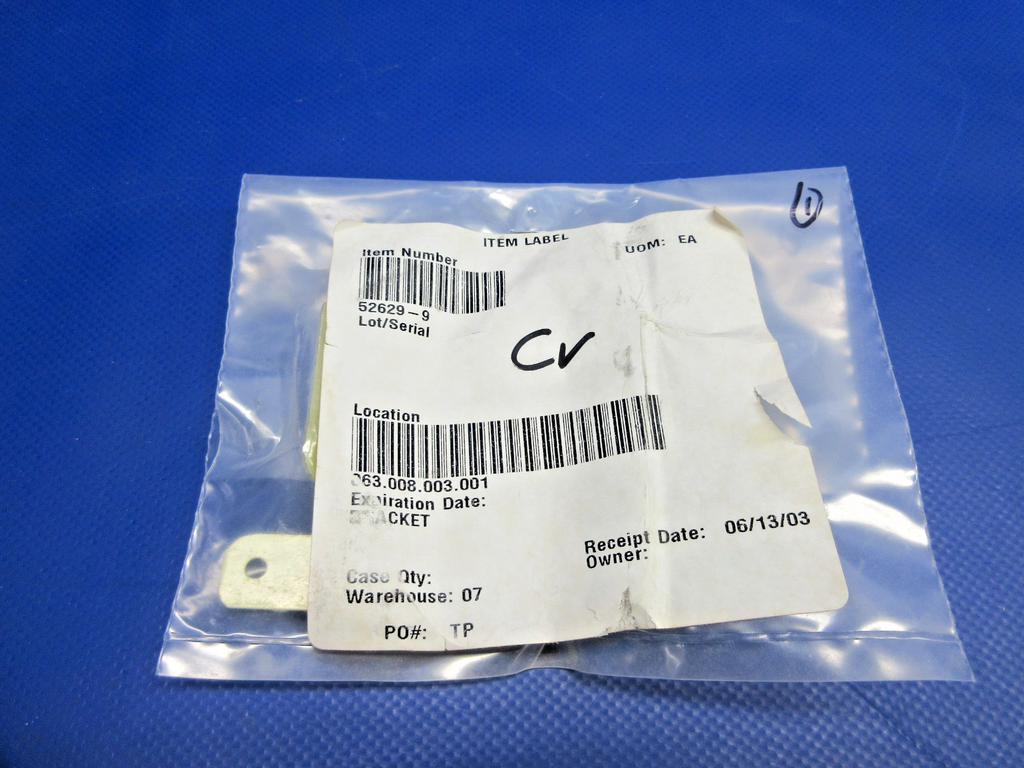 1
ITEM LABEL
UOM: EA
Item Number
52629-9
Lot/Serial
Cv
Location
063.008.003.001
Expiration Date:
BRACKET
Receipt Date: 06/13/03
Owner:
Case Qty:
Warehouse: 07
PO#: TP